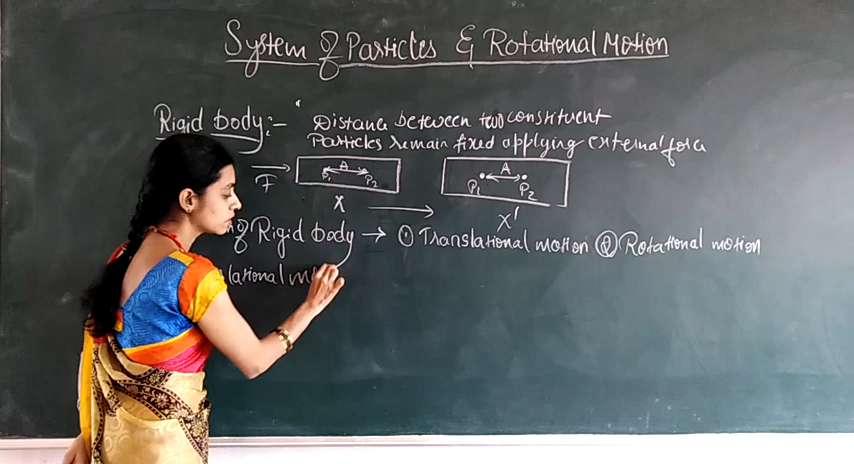 System of Particles & Rotational Motion
Rigid body:- Distance between two constituent
Particles remain fixed applying external force
F
A
P1 P2
X
A
P1 P2
X'
of Rigid body → ① Translational motion ② Rotational motion
lational m